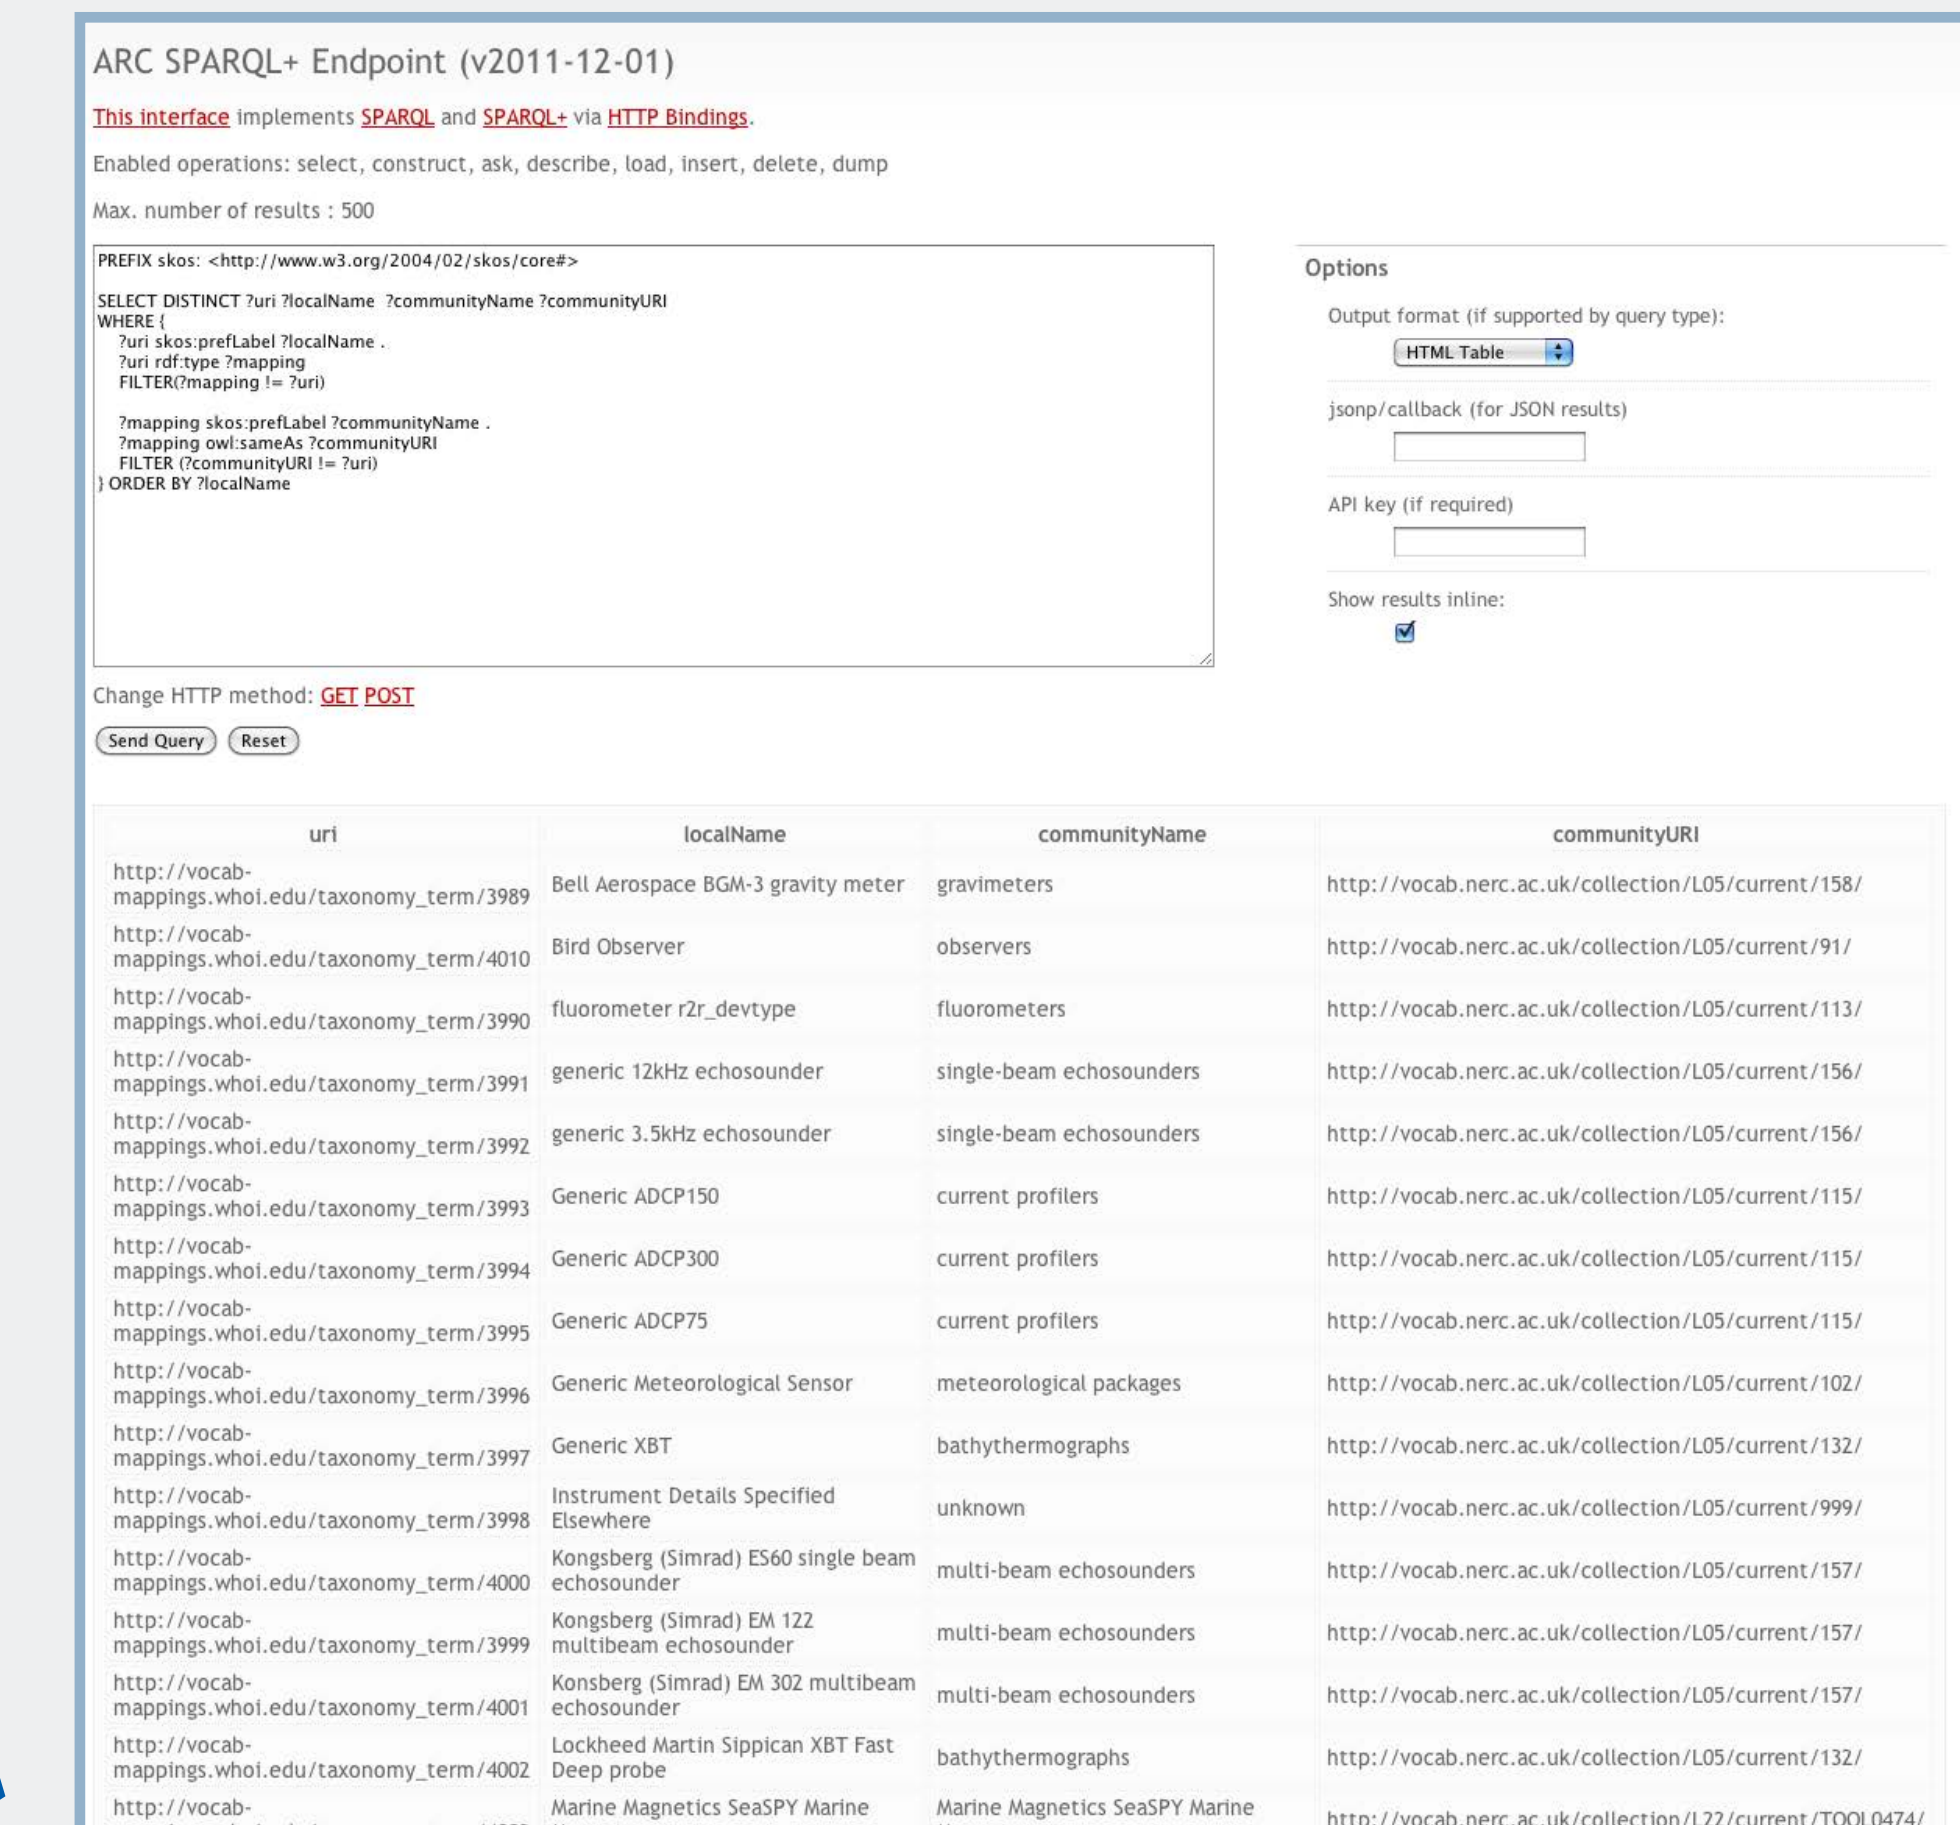 ARC SPARQL+ Endpoint (v2011-12-01)
This interface implements SPARQL and SPARQL+ via HTTP Bindings.
Enabled operations: select, construct, ask, describe, load, insert, delete, dump
Max. number of results : 500
PREFIX skos: <http://www.w3.org/2004/02/skos/core#>
SELECT DISTINCT ?uri ?localName ?communityName ?communityURI
WHERE {
?uri skos:prefLabel ?localName .
?uri rdf:type ?mapping
FILTER(?mapping != ?uri)
?mapping skos:prefLabel ?communityName .
?mapping owl:sameAs ?communityURI
FILTER (?communityURI != ?uri)
} ORDER BY ?localName
Options
Output format (if supported by query type):
HTML Table
jsonp/callback (for JSON results)
API key (if required)
Show results inline:
Change HTTP method: GET POST
Send Query Reset
uri localName communityName communityURI
http://vocab-
mappings.whoi.edu/taxonomy_term/3989 Bell Aerospace BGM-3 gravity meter gravimeters http://vocab.nerc.ac.uk/collection/L05/current/158/
http://vocab-
mappings.whoi.edu/taxonomy_term/4010 Bird Observer observers http://vocab.nerc.ac.uk/collection/L05/current/91/
http://vocab-
mappings.whoi.edu/taxonomy_term/3990 fluorometer r2r_devtype fluorometers http://vocab.nerc.ac.uk/collection/L05/current/113/
http://vocab-
mappings.whoi.edu/taxonomy_term/3991 generic 12kHz echosounder single-beam echosounders http://vocab.nerc.ac.uk/collection/L05/current/156/
http://vocab-
mappings.whoi.edu/taxonomy_term/3992 generic 3.5kHz echosounder single-beam echosounders http://vocab.nerc.ac.uk/collection/L05/current/156/
http://vocab-
mappings.whoi.edu/taxonomy_term/3993 Generic ADCP150 current profilers http://vocab.nerc.ac.uk/collection/L05/current/115/
http://vocab-
mappings.whoi.edu/taxonomy_term/3994 Generic ADCP300 current profilers http://vocab.nerc.ac.uk/collection/L05/current/115/
http://vocab-
mappings.whoi.edu/taxonomy_term/3995 Generic ADCP75 current profilers http://vocab.nerc.ac.uk/collection/L05/current/115/
http://vocab-
mappings.whoi.edu/taxonomy_term/3996 Generic Meteorological Sensor meteorological packages http://vocab.nerc.ac.uk/collection/L05/current/102/
http://vocab-
mappings.whoi.edu/taxonomy_term/3997 Generic XBT bathythermographs http://vocab.nerc.ac.uk/collection/L05/current/132/
http://vocab- Instrument Details Specified
mappings.whoi.edu/taxonomy_term/3998 Elsewhere unknown http://vocab.nerc.ac.uk/collection/L05/current/999/
http://vocab- Kongsberg (Simrad) ES60 single beam
mappings.whoi.edu/taxonomy_term/4000 echosounder multi-beam echosounders http://vocab.nerc.ac.uk/collection/L05/current/157/
http://vocab- Kongsberg (Simrad) EM 122
mappings.whoi.edu/taxonomy_term/3999 multibeam echosounder multi-beam echosounders http://vocab.nerc.ac.uk/collection/L05/current/157/
http://vocab- Konsberg (Simrad) EM 302 multibeam
mappings.whoi.edu/taxonomy_term/4001 echosounder multi-beam echosounders http://vocab.nerc.ac.uk/collection/L05/current/157/
http://vocab- Lockheed Martin Sippican XBT Fast
mappings.whoi.edu/taxonomy_term/4002 Deep probe bathythermographs http://vocab.nerc.ac.uk/collection/L05/current/132/
http://vocab- Marine Magnetics SeaSPY Marine Marine Magnetics SeaSPY Marine
http://vocab.nerc.ac.uk/collection/L22/current/TOOL0474/